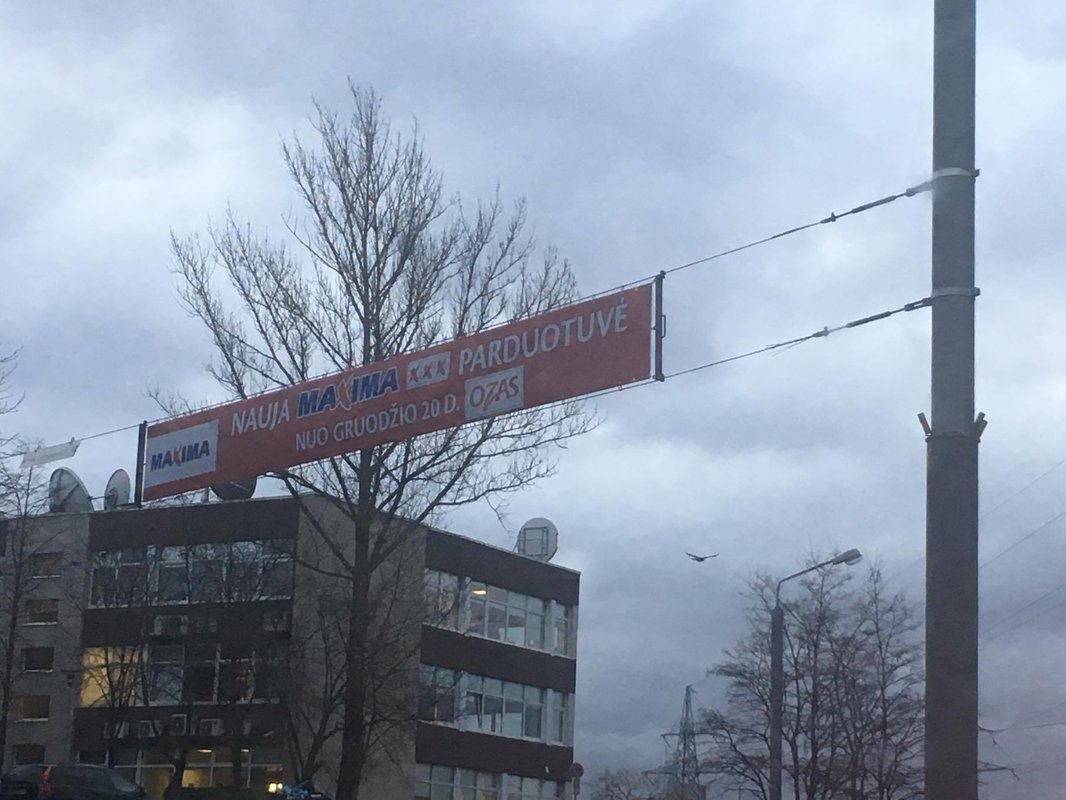 MAXIMA
NAUJA MAXIMA XXX PARDUOTUVĖ
NUO GRUODŽIO 20 D. OZAS